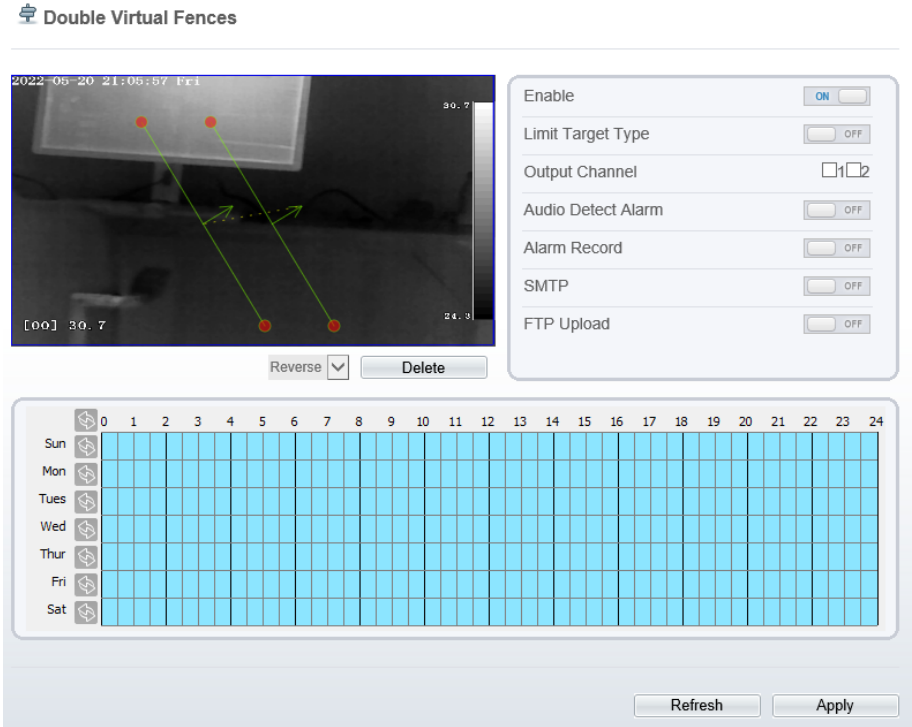 Double Virtual Fences
2022-05-20 21:05:57 Fri
30.7
24.3
[00] 30.7
Reverse
Delete
Enable ON
Limit Target Type OFF
Output Channel 1 2
Audio Detect Alarm OFF
Alarm Record OFF
SMTP OFF
FTP Upload OFF
0 1 2 3 4 5 6 7 8 9 10 11 12 13 14 15 16 17 18 19 20 21 22 23 24
Sun
Mon
Tues
Wed
Thur
Fri
Sat
Refresh
Apply